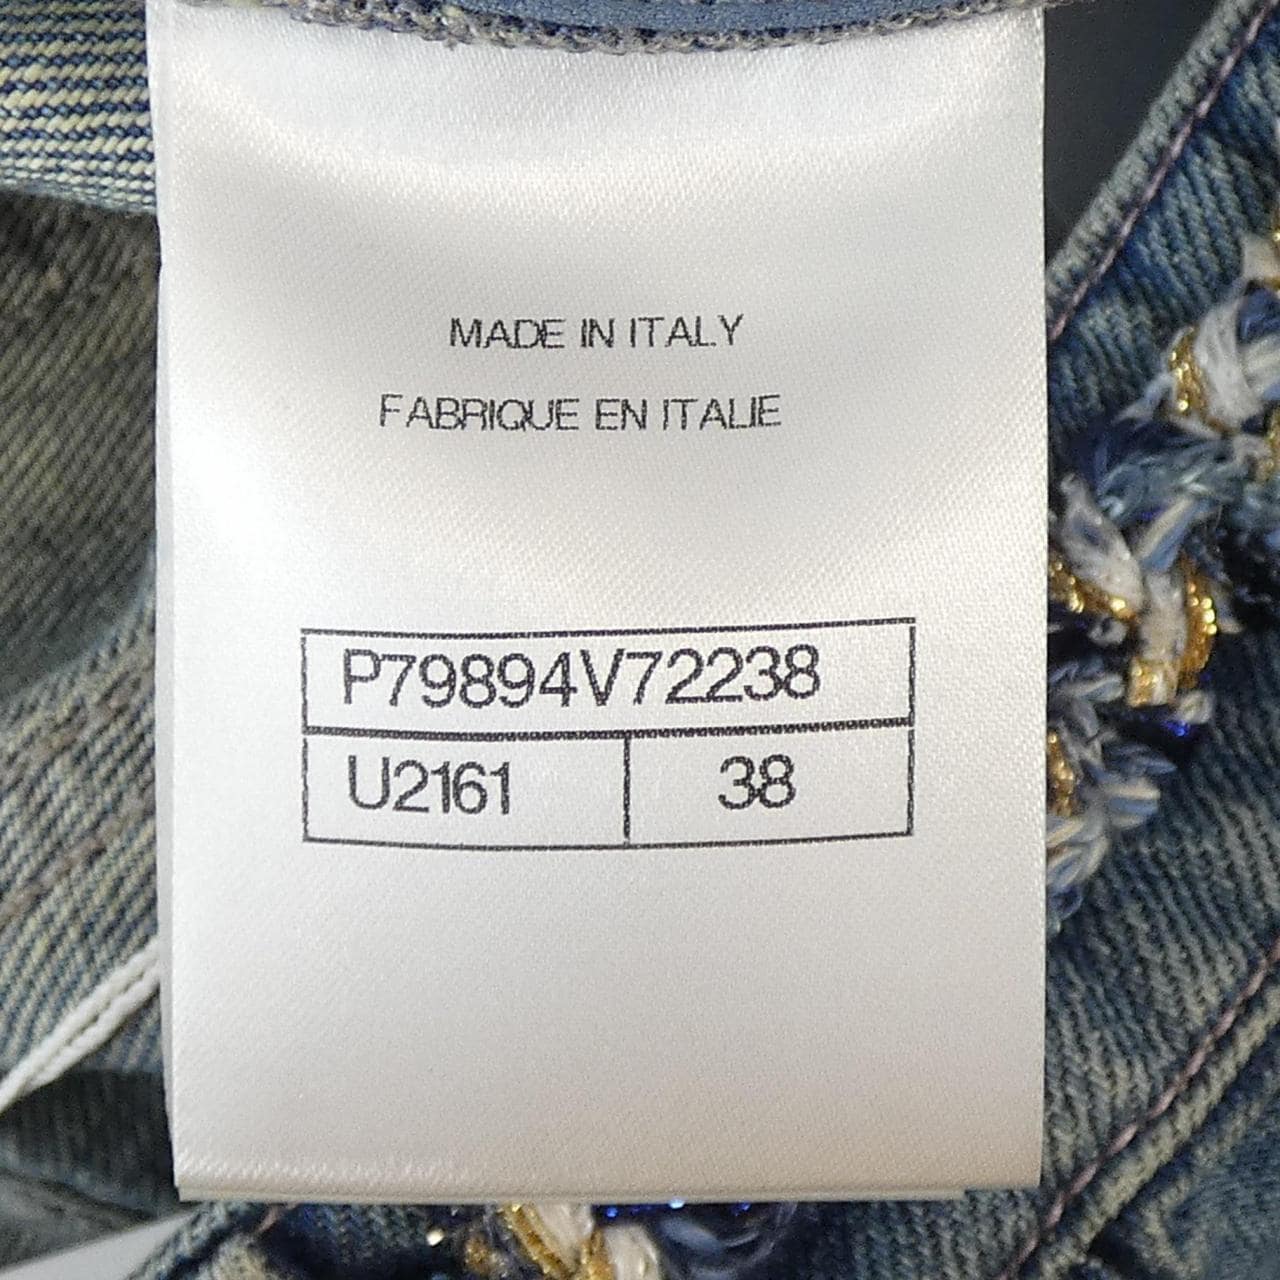 MADE IN ITALY
FABRIQUE EN ITALIE
P79894V72238
U2161 38